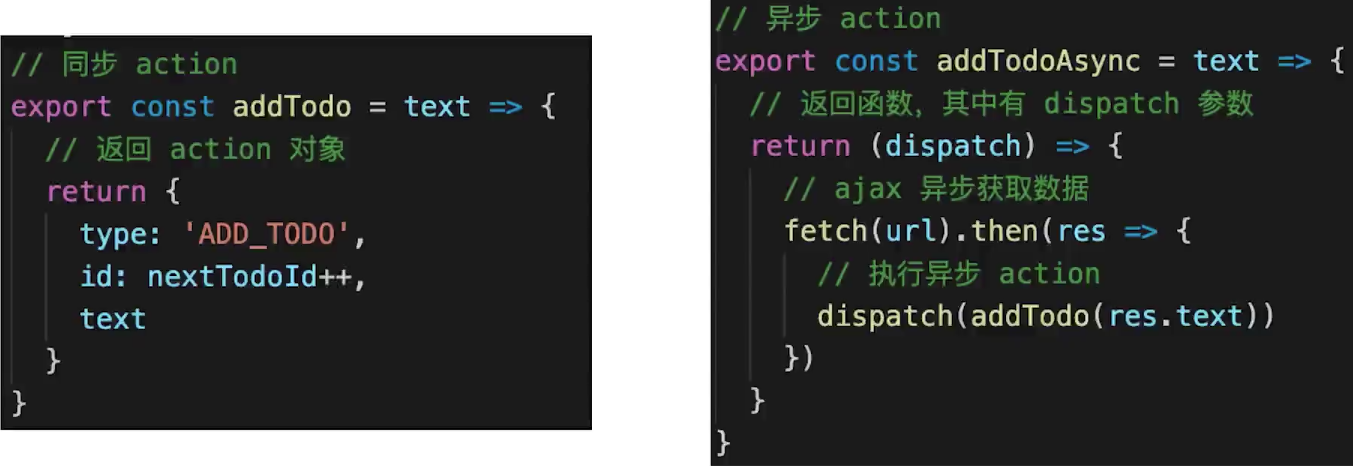 // 同步 action
export const addTodo = text => {
  // 返回 action 对象
  return {
    type: 'ADD_TODO',
    id: nextTodoId++,
    text
  }
}
// 异步 action
export const addTodoAsync = text => {
  // 返回函数，其中有 dispatch 参数
  return (dispatch) => {
    // ajax 异步获取数据
    fetch(url).then(res => {
      // 执行异步 action
      dispatch(addTodo(res.text))
    })
  }
}